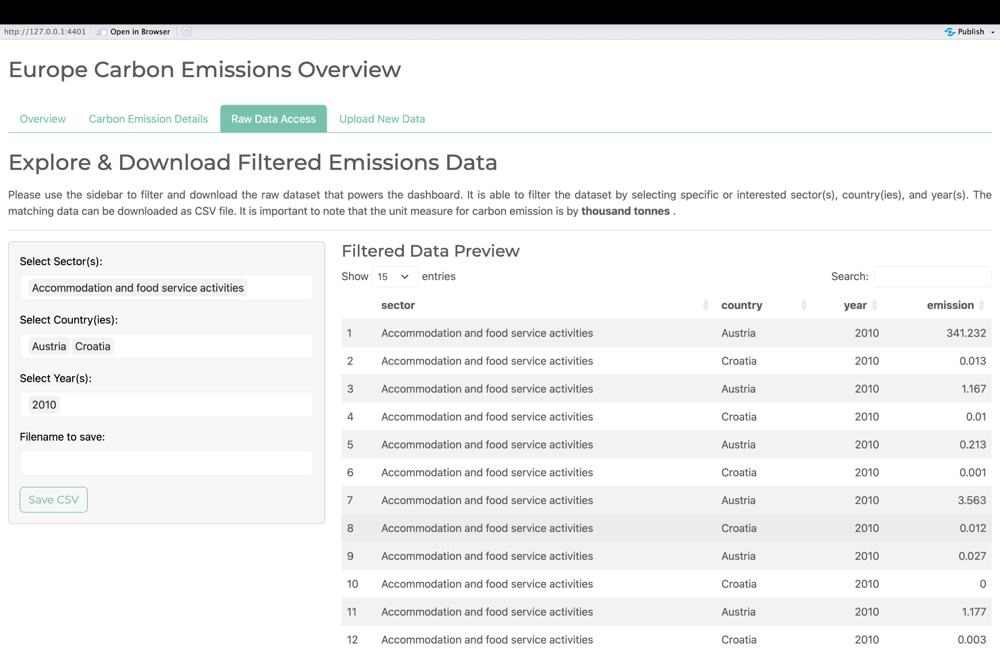 http://127.0.0.1:4401 Open in Browser Publish
Europe Carbon Emissions Overview
Overview Carbon Emission Details Raw Data Access Upload New Data
Explore & Download Filtered Emissions Data
Please use the sidebar to filter and download the raw dataset that powers the dashboard. It is able to filter the dataset by selecting specific or interested sector(s), country(ies), and year(s). The
matching data can be downloaded as CSV file. It is important to note that the unit measure for carbon emission is by thousand tonnes .
Select Sector(s):
Accommodation and food service activities
Select Country(ies):
Austria Croatia
Select Year(s):
2010
Filename to save:
Save CSV
Filtered Data Preview
Show 15 entries Search:
sector country year emission
1 Accommodation and food service activities Austria 2010 341.232
2 Accommodation and food service activities Croatia 2010 0.013
3 Accommodation and food service activities Austria 2010 1.167
4 Accommodation and food service activities Croatia 2010 0.01
5 Accommodation and food service activities Austria 2010 0.213
6 Accommodation and food service activities Croatia 2010 0.001
7 Accommodation and food service activities Austria 2010 3.563
8 Accommodation and food service activities Croatia 2010 0.012
9 Accommodation and food service activities Austria 2010 0.027
10 Accommodation and food service activities Croatia 2010 0
11 Accommodation and food service activities Austria 2010 1.177
12 Accommodation and food service activities Croatia 2010 0.003